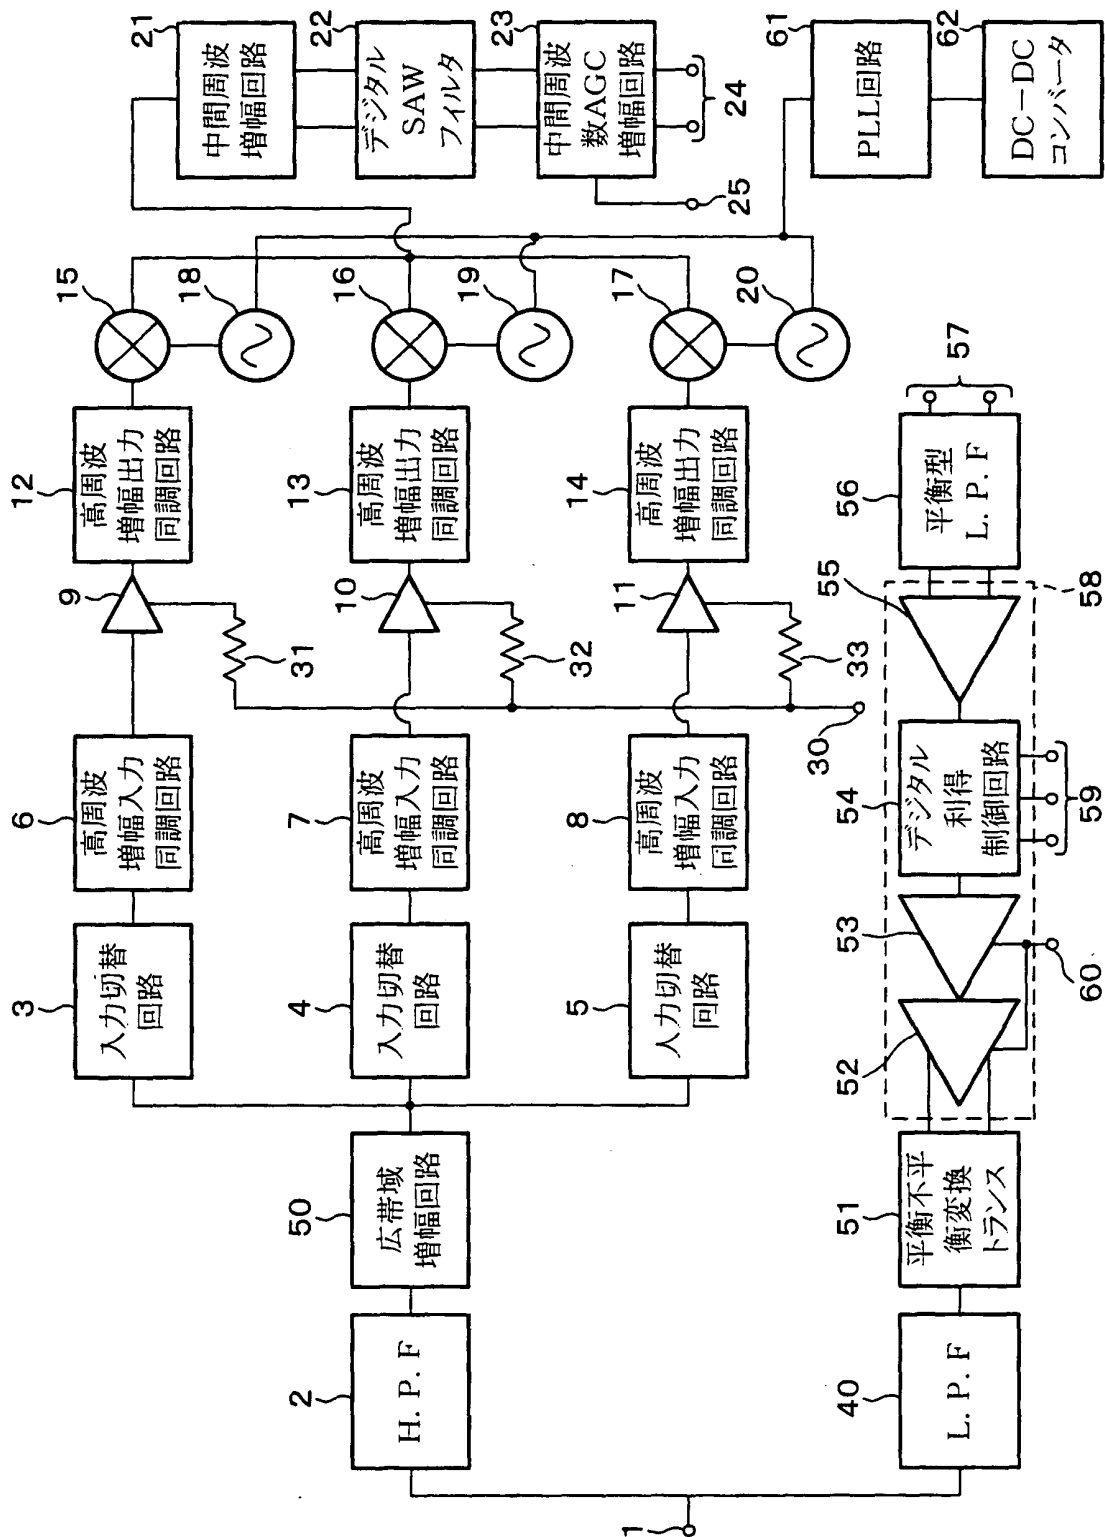 1
2
H. P. F
50
広帯域
増幅回路
3
入力切替
回路
6
高周波
増幅入力
同調回路
9
31
12
高周波
増幅出力
同調回路
15
18
4
入力切替
回路
7
高周波
増幅入力
同調回路
10
32
13
高周波
増幅出力
同調回路
16
19
5
入力切替
回路
8
高周波
増幅入力
同調回路
11
33
30
14
高周波
増幅出力
同調回路
17
20
21
中間周波
増幅回路
22
デジタル
SAW
フィルタ
23
中間周波
数AGC
増幅回路
24
25
61
PLL回路
62
DC－DC
コンバータ
40
L. P. F
51
平衡不平
衡変換
トランス
52
53
60
54
デジタル
利得
制御回路
59
55
58
56
平衡型
L. P. F
57